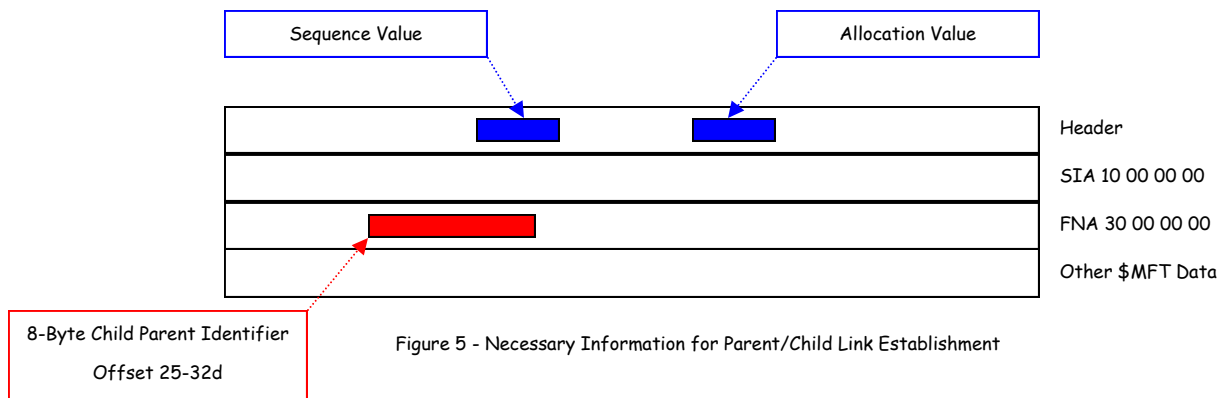 Sequence Value
Allocation Value
Header
SIA 10 00 00 00
FNA 30 00 00 00
Other $MFT Data
8-Byte Child Parent Identifier
Offset 25-32d
Figure 5 - Necessary Information for Parent/Child Link Establishment